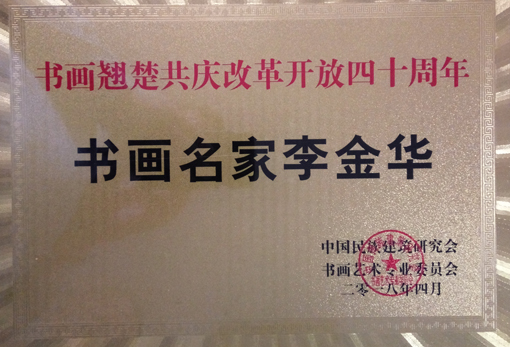 书画翘楚共庆改革开放四十周年
书画名家李金华
中国民族建筑研究会
书画艺术专业委员会
二零一八年四月